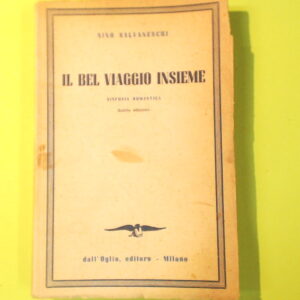 NINO SALVANESCHI
IL BEL VIAGGIO INSIEME
SINFONIA ROMANTICA
dall'Oglio, editore - Milano